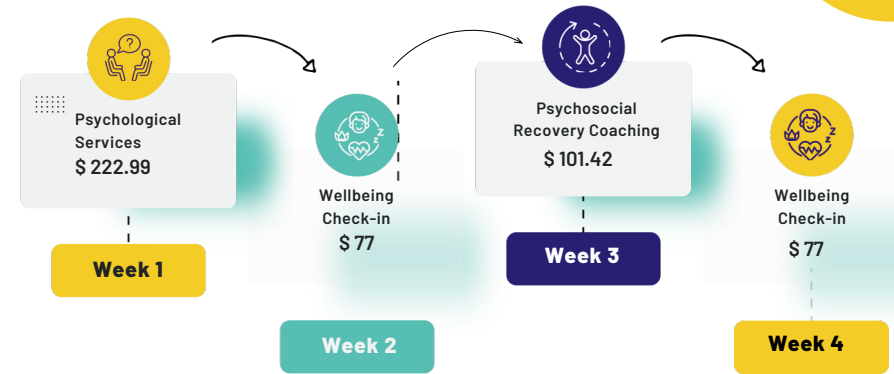 Psychological
Services
$ 222.99
Week 1
Wellbeing
Check-in
$ 77
Week 2
Psychosocial
Recovery Coaching
$ 101.42
Week 3
Wellbeing
Check-in
$ 77
Week 4